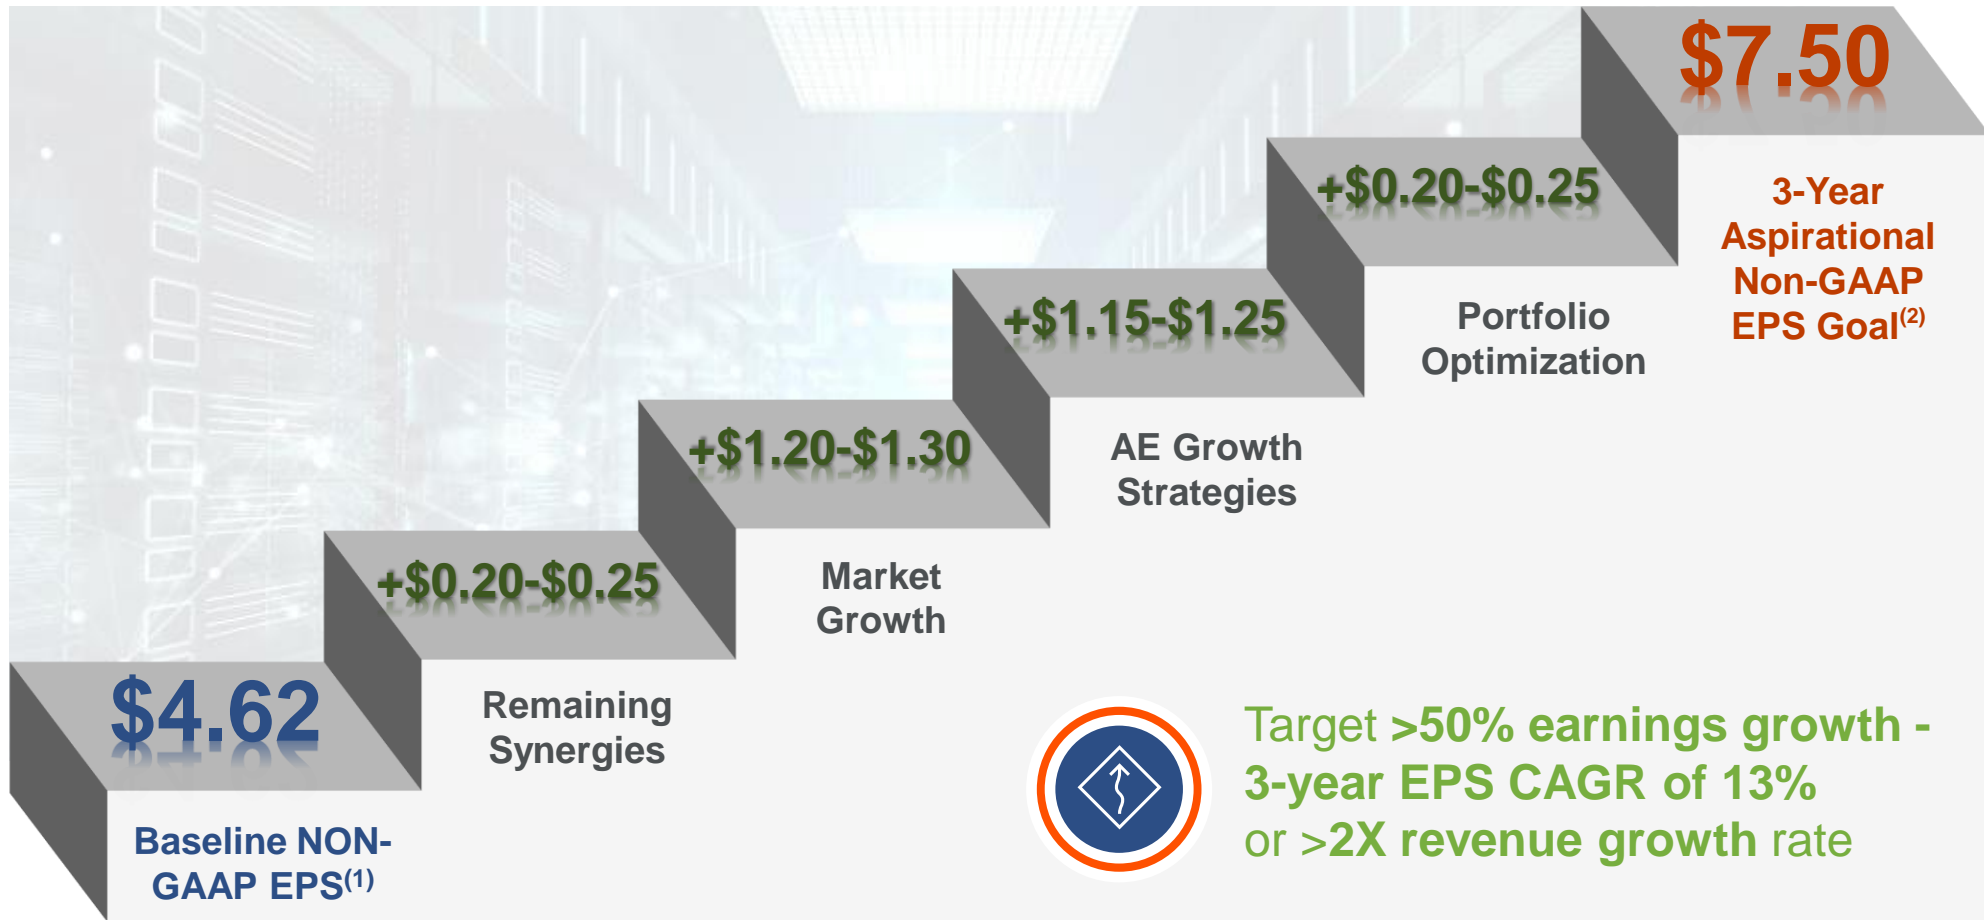 $4.62
Baseline NON-
GAAP EPS(1)
+$0.20-$0.25
Remaining
Synergies
+$1.20-$1.30
Market
Growth
+$1.15-$1.25
AE Growth
Strategies
+$0.20-$0.25
Portfolio
Optimization
$7.50
3-Year
Aspirational
Non-GAAP
EPS Goal(2)
Target >50% earnings growth -
3-year EPS CAGR of 13%
or >2X revenue growth rate